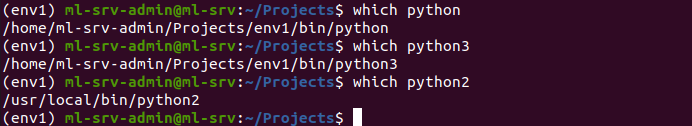 (env1) ml-srv-admin@ml-srv:~/Projects$ which python
/home/ml-srv-admin/Projects/env1/bin/python
(env1) ml-srv-admin@ml-srv:~/Projects$ which python3
/home/ml-srv-admin/Projects/env1/bin/python3
(env1) ml-srv-admin@ml-srv:~/Projects$ which python2
/usr/local/bin/python2
(env1) ml-srv-admin@ml-srv:~/Projects$